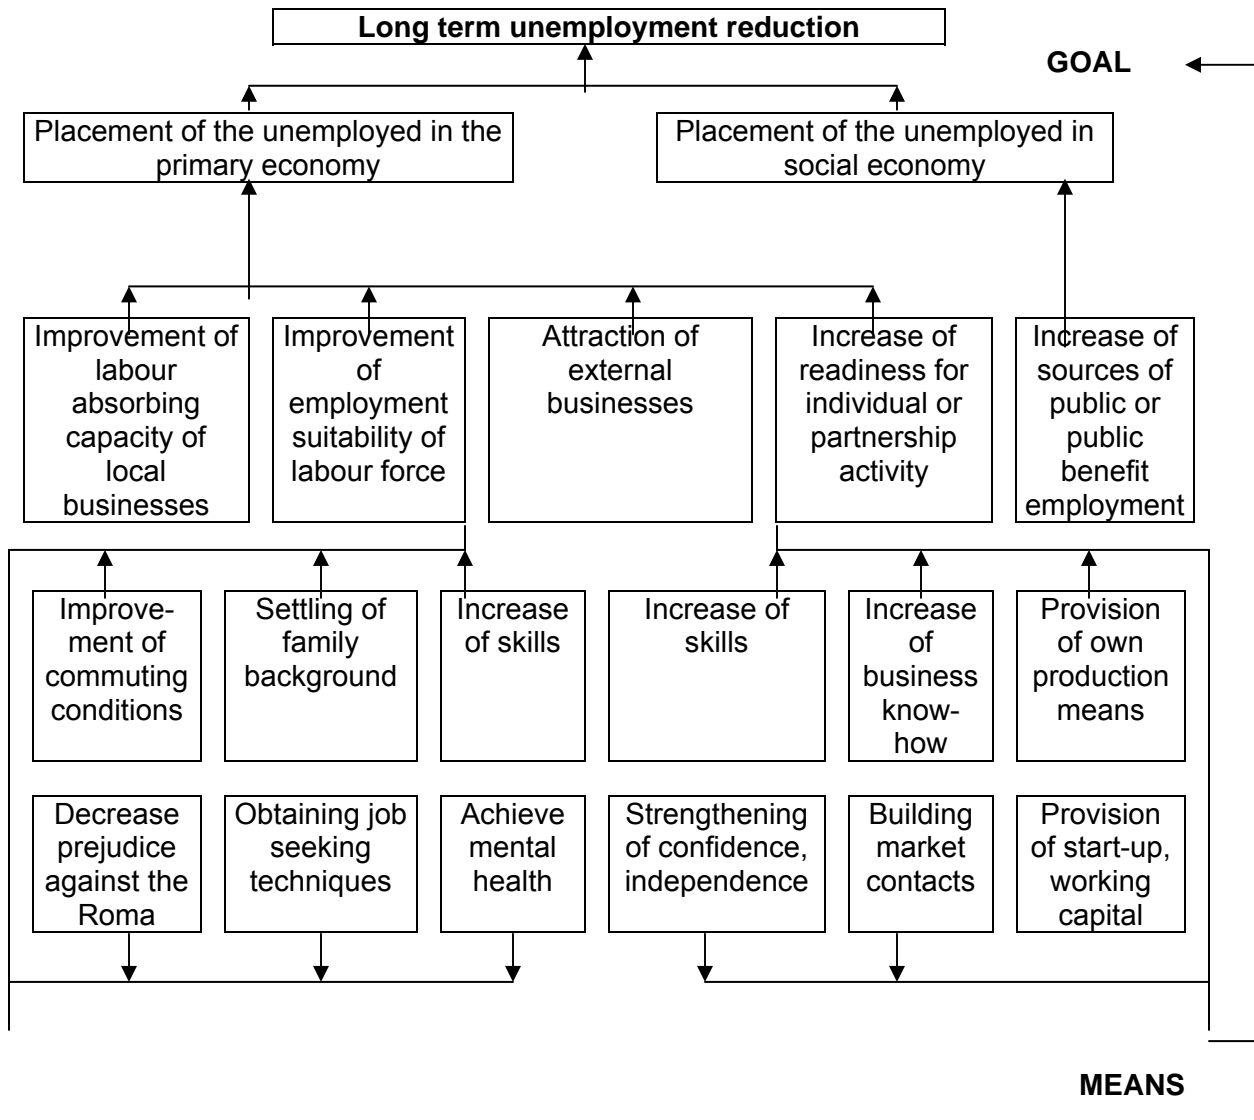 Long term unemployment reduction
GOAL
Placement of the unemployed in the
primary economy
Placement of the unemployed in
social economy
Improvement of
labour
absorbing
capacity of
local
businesses
Improvement
of
employment
suitability of
labour force
Attraction of
external
businesses
Increase of
readiness for
individual or
partnership
activity
Increase of
sources of
public or
public
benefit
employment
Improve-
ment of
commuting
conditions
Settling of
family
background
Increase
of skills
Increase of
skills
Increase
of
business
know-
how
Provision
of own
production
means
Decrease
prejudice
against the
Roma
Obtaining job
seeking
techniques
Achieve
mental
health
Strengthening
of confidence,
independence
Building
market
contacts
Provision
of start-up,
working
capital
MEANS